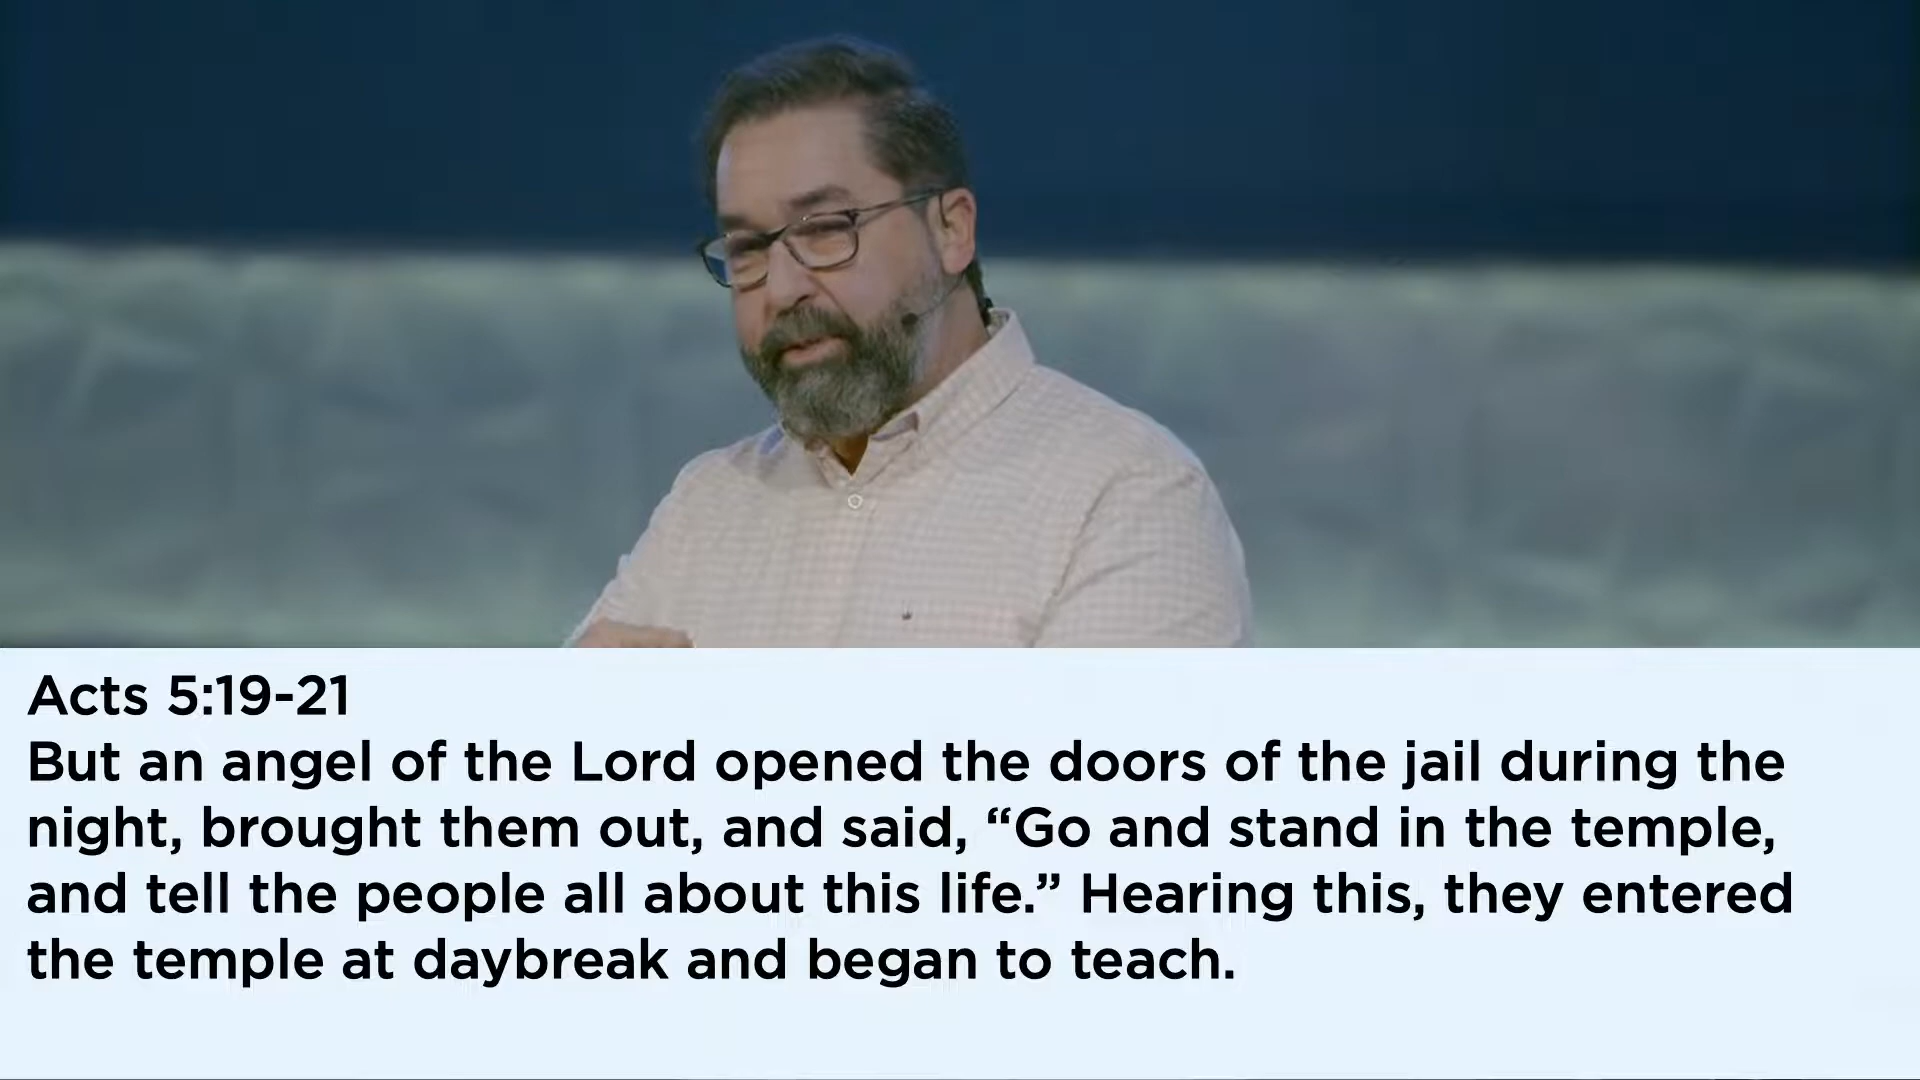 Acts 5:19-21
But an angel of the Lord opened the doors of the jail during the
night, brought them out, and said, “Go and stand in the temple,
and tell the people all about this life.” Hearing this, they entered
the temple at daybreak and began to teach.